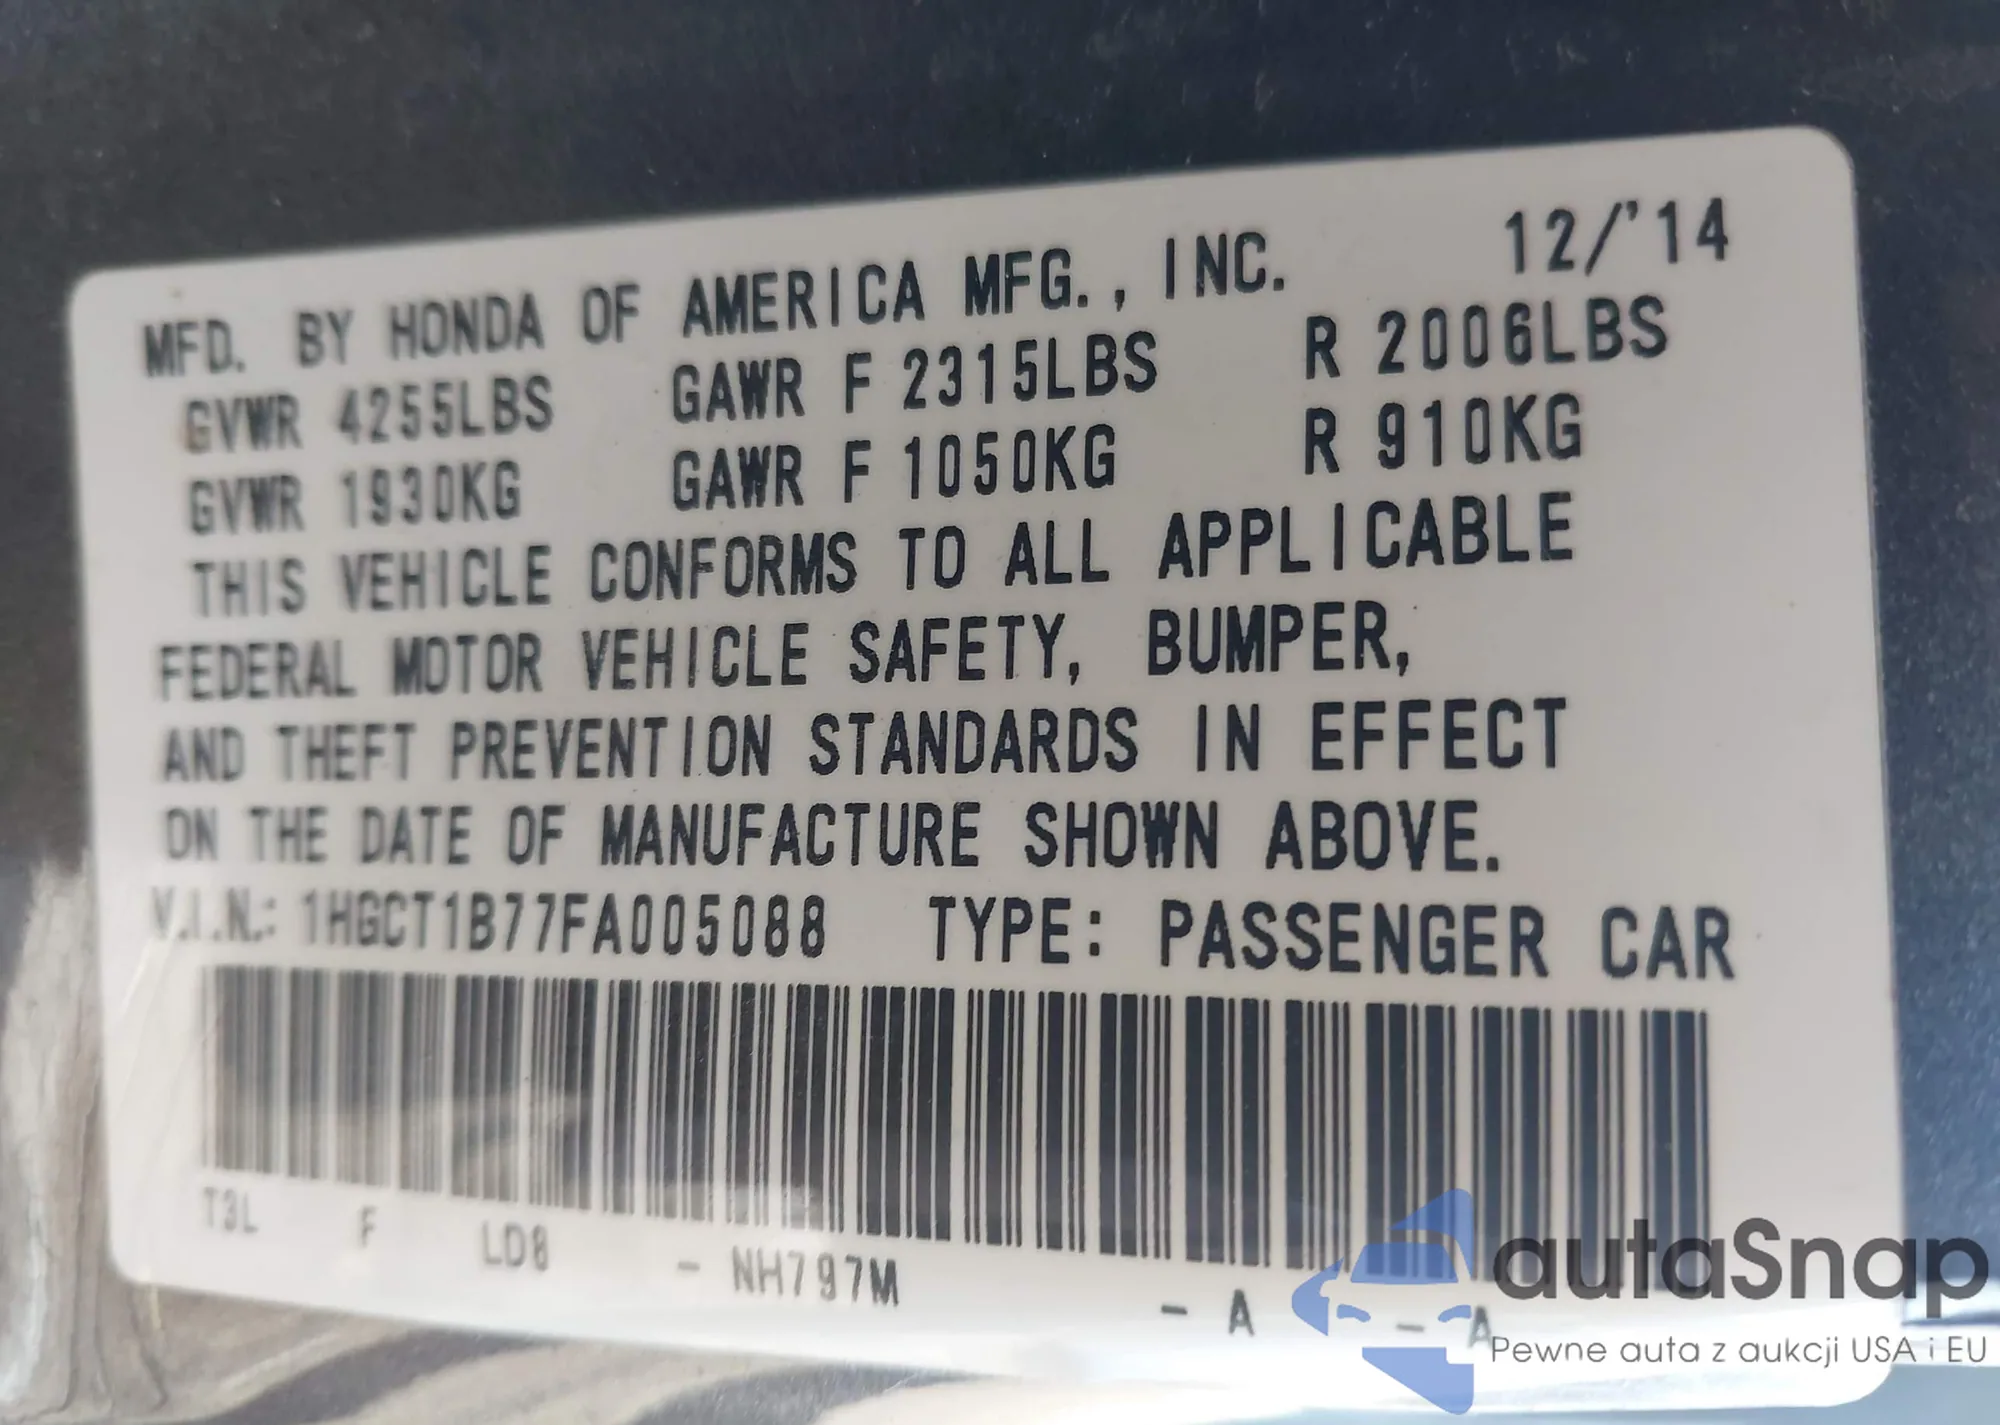 MFD. BY HONDA OF AMERICA MFG., INC. 12/'14
GVWR 4255LBS GAWR F 2315LBS R 2006LBS
GVWR 1930KG GAWR F 1050KG R 910KG
THIS VEHICLE CONFORMS TO ALL APPLICABLE
FEDERAL MOTOR VEHICLE SAFETY, BUMPER,
AND THEFT PREVENTION STANDARDS IN EFFECT
ON THE DATE OF MANUFACTURE SHOWN ABOVE.
V.I.N.: 1HGCT1B77FA005088 TYPE: PASSENGER CAR
T3L F LD8 - NH797M - A - A
autaSnap
Pewne auta z aukcji USA i EU